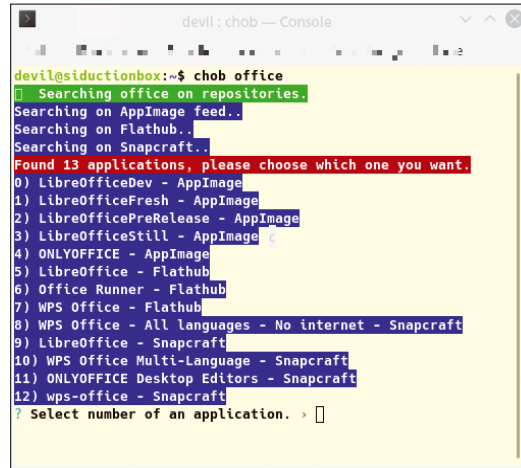 devil : chob — Console
devil@siductionbox:~$ chob office
Searching office on repositories.
Searching on AppImage feed..
Searching on Flathub..
Searching on Snapcraft..
Found 13 applications, please choose which one you want.
0) LibreOfficeDev - AppImage
1) LibreOfficeFresh - AppImage
2) LibreOfficePreRelease - AppImage
3) LibreOfficeStill - AppImage c
4) ONLYOFFICE - AppImage
5) LibreOffice - Flathub
6) Office Runner - Flathub
7) WPS Office - Flathub
8) WPS Office - All languages - No internet - Snapcraft
9) LibreOffice - Snapcraft
10) WPS Office Multi-Language - Snapcraft
11) ONLYOFFICE Desktop Editors - Snapcraft
12) wps-office - Snapcraft
? Select number of an application. ›